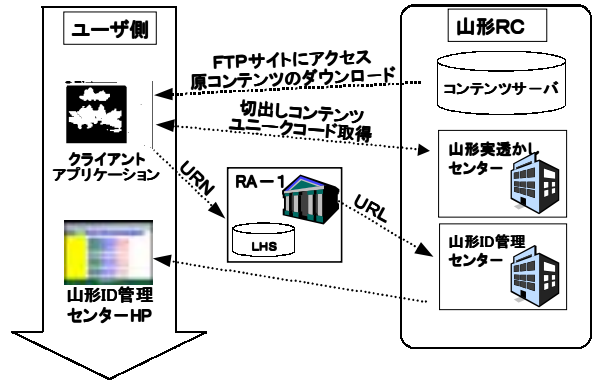 ユーザ側
山形RC
FTPサイトにアクセス
原コンテンツのダウンロード
コンテンツサーバ
切出しコンテンツ
ユニークコード取得
クライアント
アプリケーション
山形実透かし
センター
URN
RA－1
LHS
URL
山形ID管理
センター
山形ID管理
センターHP